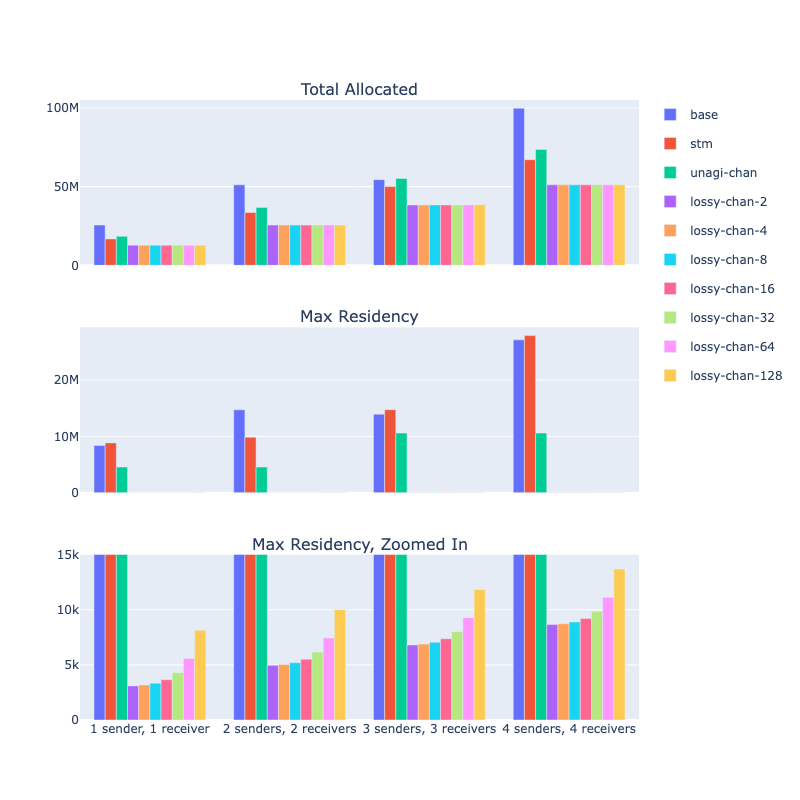 Total Allocated
100M
50M
0
base
stm
unagi-chan
lossy-chan-2
lossy-chan-4
lossy-chan-8
lossy-chan-16
lossy-chan-32
lossy-chan-64
lossy-chan-128
Max Residency
20M
10M
0
Max Residency, Zoomed In
15k
10k
5k
0
1 sender, 1 receiver 2 senders, 2 receivers 3 senders, 3 receivers 4 senders, 4 receivers